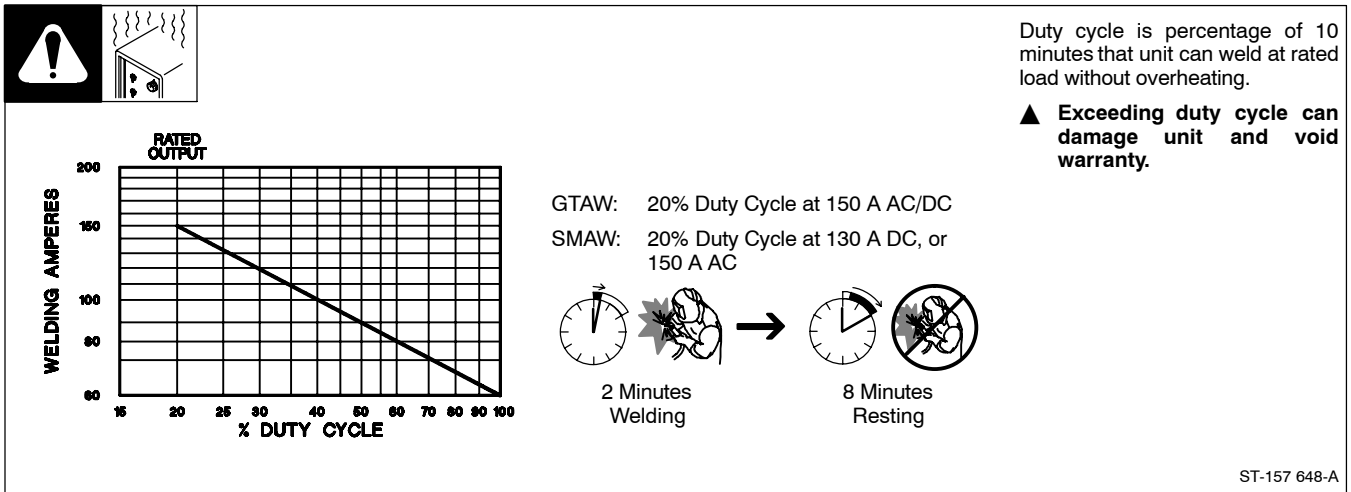 Duty cycle is percentage of 10
minutes that unit can weld at rated
load without overheating.
Exceeding duty cycle can
damage unit and void
warranty.
RATED
OUTPUT
WELDING AMPERES
200
150
100
80
60
15 20 25 30 40 50 60 70 80 90 100
% DUTY CYCLE
GTAW: 20% Duty Cycle at 150 A AC/DC
SMAW: 20% Duty Cycle at 130 A DC, or
150 A AC
2 Minutes
Welding
8 Minutes
Resting
ST-157 648-A